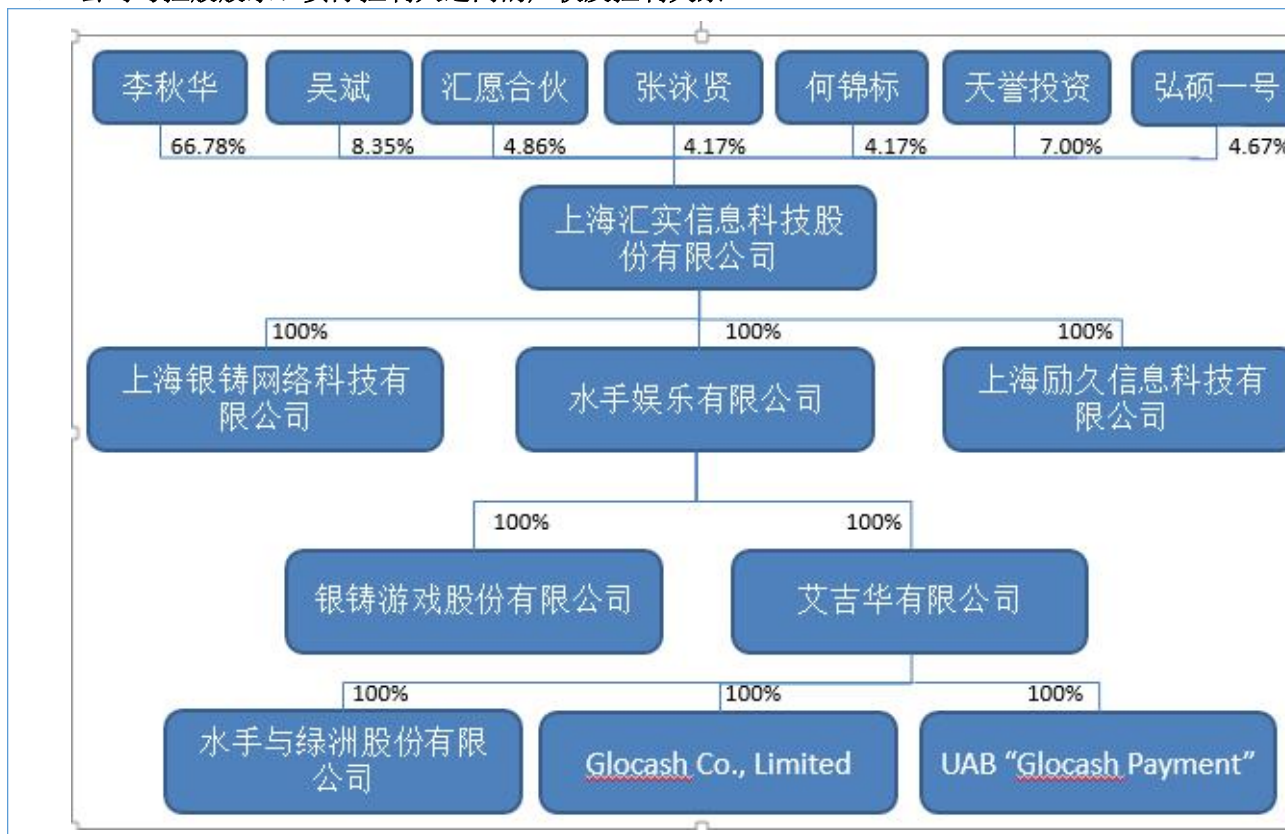 李秋华
吴斌
汇愿合伙
张泳贤
何锦标
天誉投资
弘硕一号
66.78%
8.35%
4.86%
4.17%
4.17%
7.00%
4.67%
上海汇实信息科技股
份有限公司
100%
100%
100%
上海银铸网络科技有
限公司
水手娱乐有限公司
上海励久信息科技有
限公司
100%
100%
银铸游戏股份有限公司
艾吉华有限公司
100%
100%
100%
水手与绿洲股份有限
公司
Glocash Co., Limited
UAB “Glocash Payment”